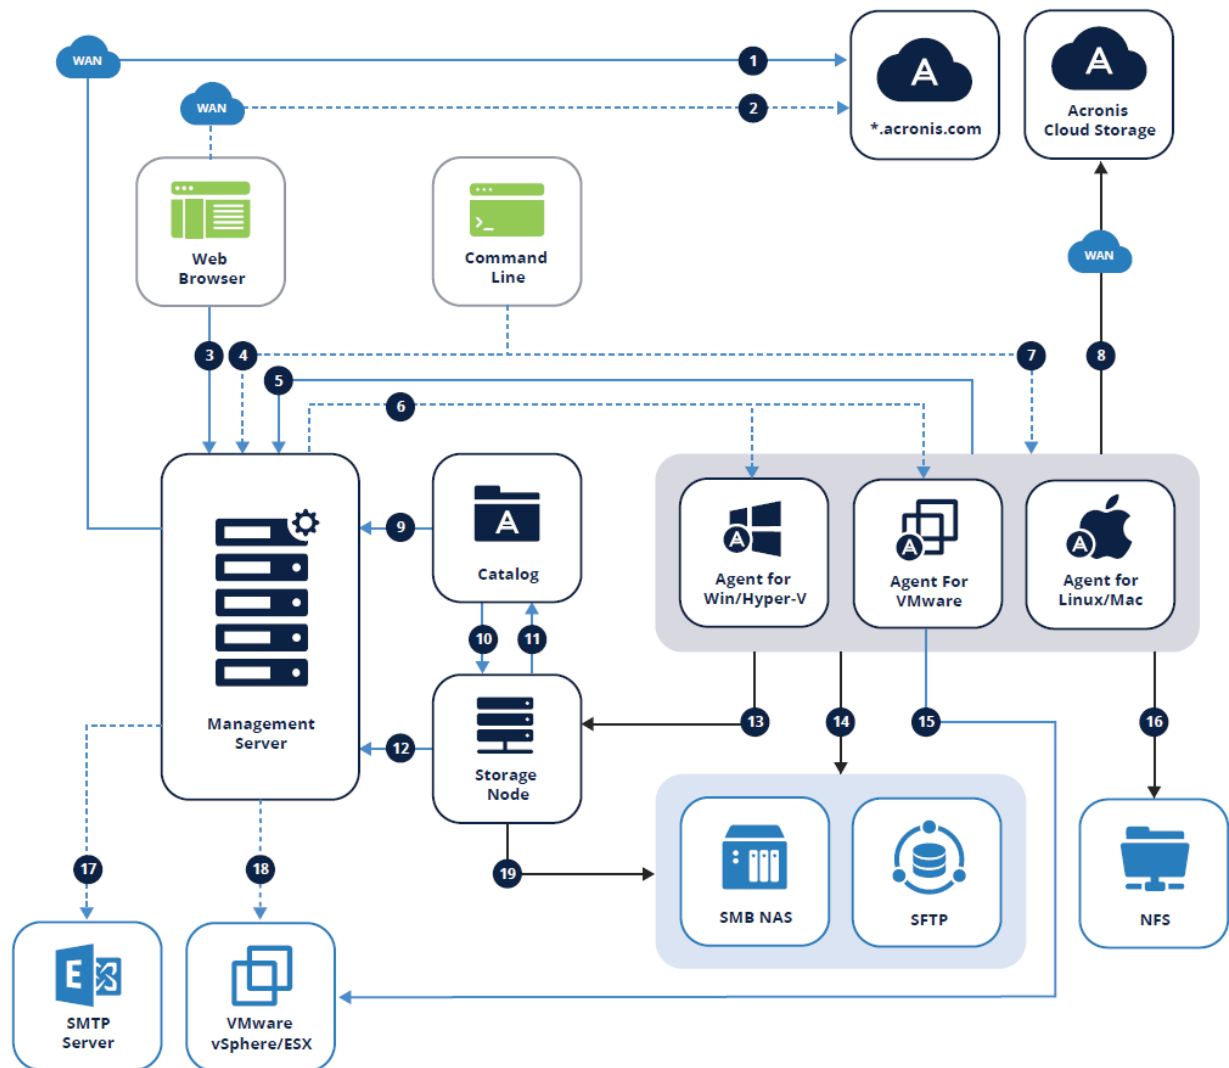 WAN
1
*.acronis.com
Acronis
Cloud Storage
WAN
2
Web
Browser
>_
Command
Line
WAN
3
4
5
6
7
8
Management
Server
9
Catalog
10
11
12
Storage
Node
Agent for
Win/Hyper-V
Agent For
VMware
Agent for
Linux/Mac
13
14
15
16
17
18
19
SMB NAS
SFTP
NFS
E
SMTP
Server
VMware
vSphere/ESX